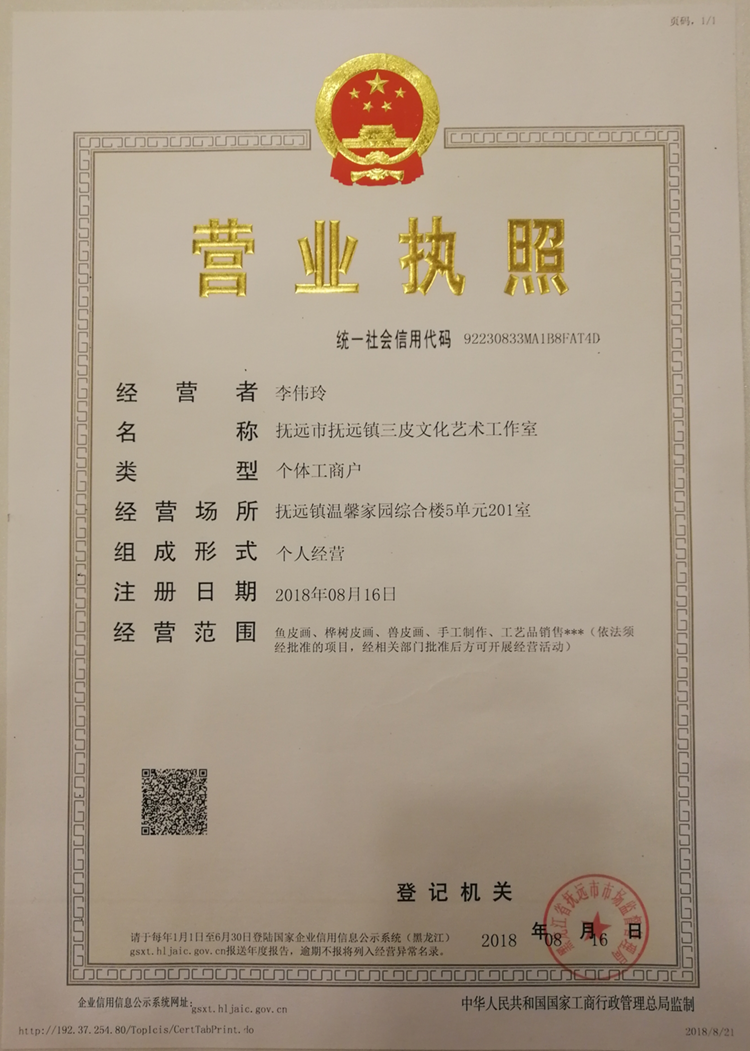 页码，1/1
营业执照
统一社会信用代码 92230833MA1B8FAT4D
经营者 李伟玲
名称 抚远市抚远镇三皮文化艺术工作室
类型 个体工商户
经营场所 抚远镇温馨家园综合楼5单元201室
组成形式 个人经营
注册日期 2018年08月16日
经营范围 鱼皮画、桦树皮画、兽皮画、手工制作、工艺品销售***（依法须
经批准的项目，经相关部门批准后方可开展经营活动）
登记机关
请于每年1月1日至6月30日登陆国家企业信用信息公示系统（黑龙江）
gsxt.hljaic.gov.cn报送年度报告，逾期不报将列入经营异常名录。
2018 年 08 月 16 日
企业信用信息公示系统网址：gsxt.hljaic.gov.cn
中华人民共和国国家工商行政管理总局监制
http://192.37.254.80/TopIcis/CertTabPrint.do
2018/8/21